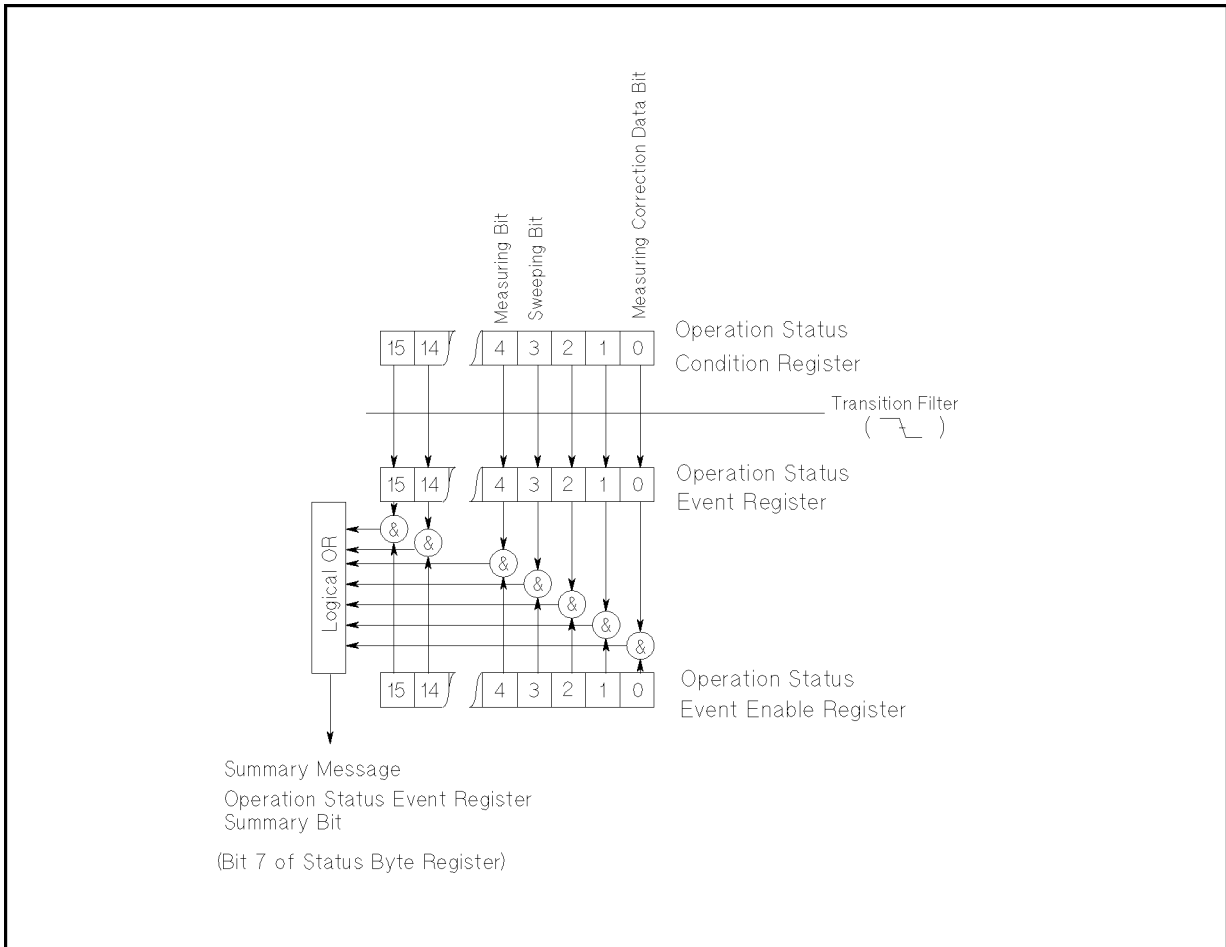 Measuring Correction Data Bit
Measuring Bit
Sweeping Bit
15 14 4 3 2 1 0
Operation Status
Condition Register
Transition Filter
( )
15 14 4 3 2 1 0
Operation Status
Event Register
Logical OR
& & & & & & &
15 14 4 3 2 1 0
Operation Status
Event Enable Register
Summary Message
Operation Status Event Register
Summary Bit
(Bit 7 of Status Byte Register)